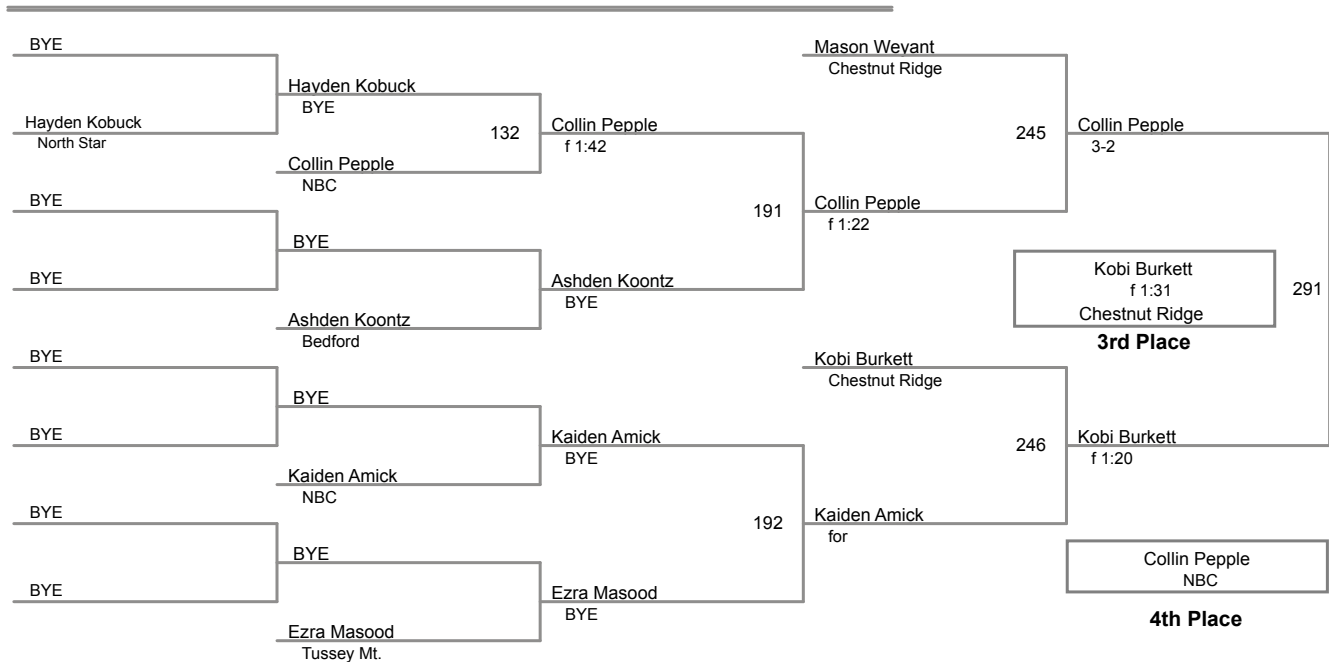 BYE
Hayden Kobuck
North Star
BYE
BYE
BYE
BYE
BYE
BYE
Hayden Kobuck
BYE
132
Collin Pepple
NBC
BYE
Ashden Koontz
Bedford
BYE
Kaiden Amick
NBC
BYE
Ezra Masood
Tussey Mt.
Collin Pepple
f 1:42
191
Ashden Koontz
BYE
Kaiden Amick
BYE
192
Ezra Masood
BYE
Mason Weyant
Chestnut Ridge
245
Collin Pepple
f 1:22
Kobi Burkett
Chestnut Ridge
246
Kaiden Amick
for
Collin Pepple
3-2
Kobi Burkett
f 1:31
Chestnut Ridge
3rd Place
291
Kobi Burkett
f 1:20
Collin Pepple
NBC
4th Place